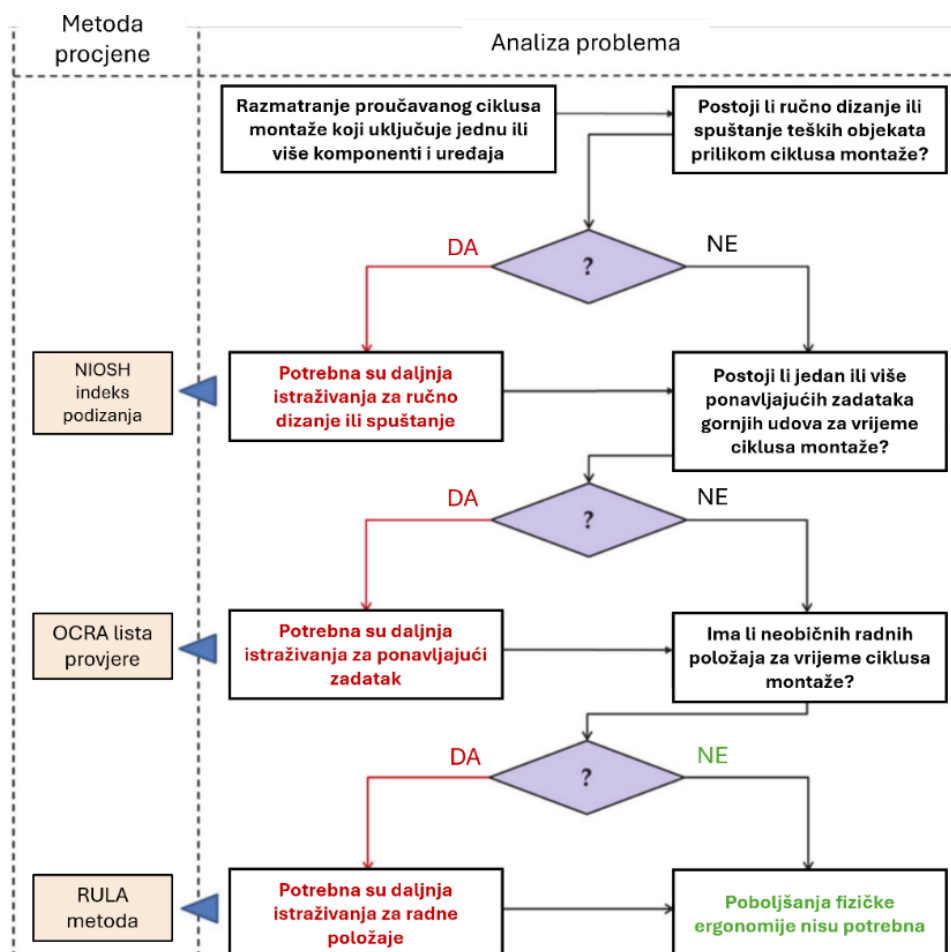 Metoda
procjene
Analiza problema
Razmatranje proučavanog ciklusa
montaže koji uključuje jednu ili
više komponenti i uređaja
Postoji li ručno dizanje ili
spuštanje teških objekata
prilikom ciklusa montaže?
DA
?
NE
NIOSH
indeks
podizanja
Potrebna su daljnja
istraživanja za ručno
dizanje ili spuštanje
Postoji li jedan ili više
ponavljajućih zadataka
gornjih udova za vrijeme
ciklusa montaže?
DA
?
NE
OCRA lista
provjere
Potrebna su daljnja
istraživanja za ponavljajući
zadatak
Ima li neobičnih radnih
položaja za vrijeme ciklusa
montaže?
DA
?
NE
RULA
metoda
Potrebna su daljnja
istraživanja za radne
položaje
Poboljšanja fizičke
ergonomije nisu potrebna